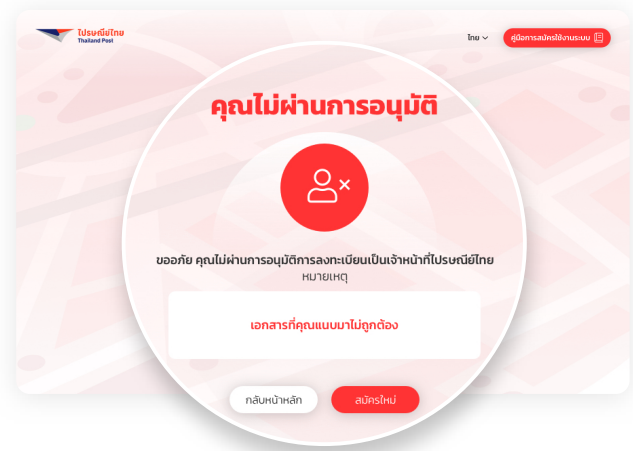 ไปรษณีย์ไทย
Thailand Post
ไทย
คู่มือการสมัครใช้งานระบบ
คุณไม่ผ่านการอนุมัติ
ขออภัย คุณไม่ผ่านการอนุมัติการลงทะเบียนเป็นเจ้าหน้าที่ไปรษณีย์ไทย
หมายเหตุ
เอกสารที่คุณแนบมาไม่ถูกต้อง
กลับหน้าหลัก
สมัครใหม่